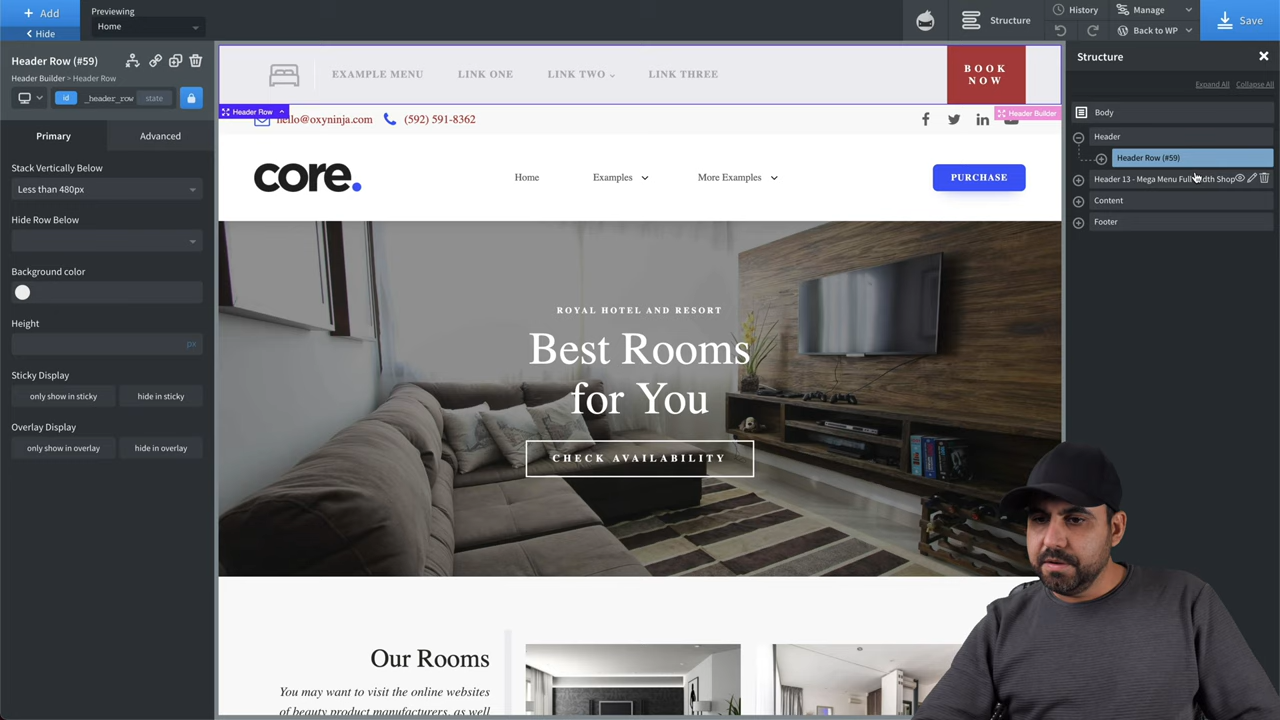 + Add
< Hide
Previewing
Home
Structure
History
Manage
Back to WP
Save
Header Row (#59)
Header Builder > Header Row
id
_header_row
state
Primary
Advanced
Stack Vertically Below
Less than 480px
Hide Row Below
Background color
Height
px
Sticky Display
only show in sticky
hide in sticky
Overlay Display
only show in overlay
hide in overlay
EXAMPLE MENU
LINK ONE
LINK TWO
LINK THREE
BOOK
NOW
Header Row
Header Builder
hello@oxyninja.com
(592) 591-8362
core.
Home
Examples
More Examples
PURCHASE
ROYAL HOTEL AND RESORT
Best Rooms
for You
CHECK AVAILABILITY
Our Rooms
You may want to visit the online websites
of beauty product manufacturers, as well
Structure
Expand All
Collapse All
Body
Header
Header Row (#59)
Header 13 - Mega Menu Full Width Shop
Content
Footer